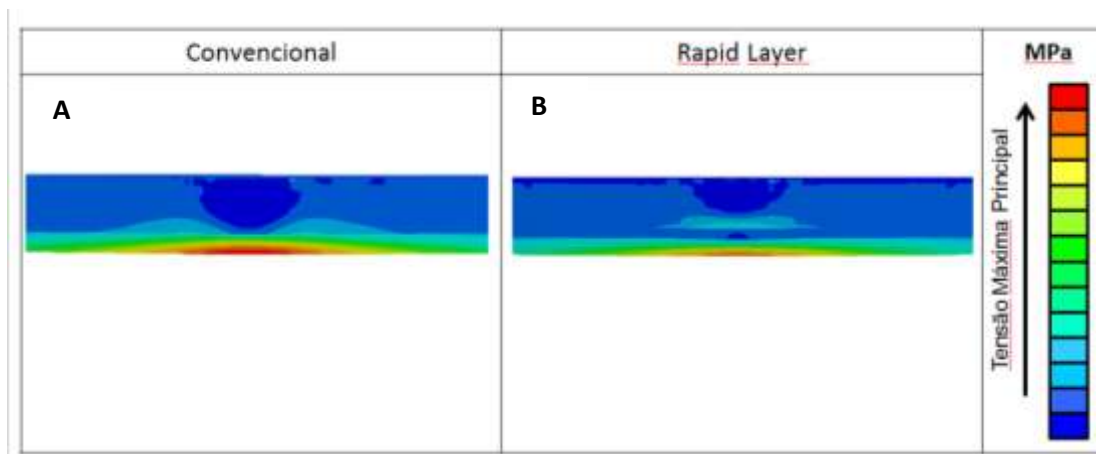 Convencional
Rapid Layer
MPa
A
B
Tensão Máxima Principal